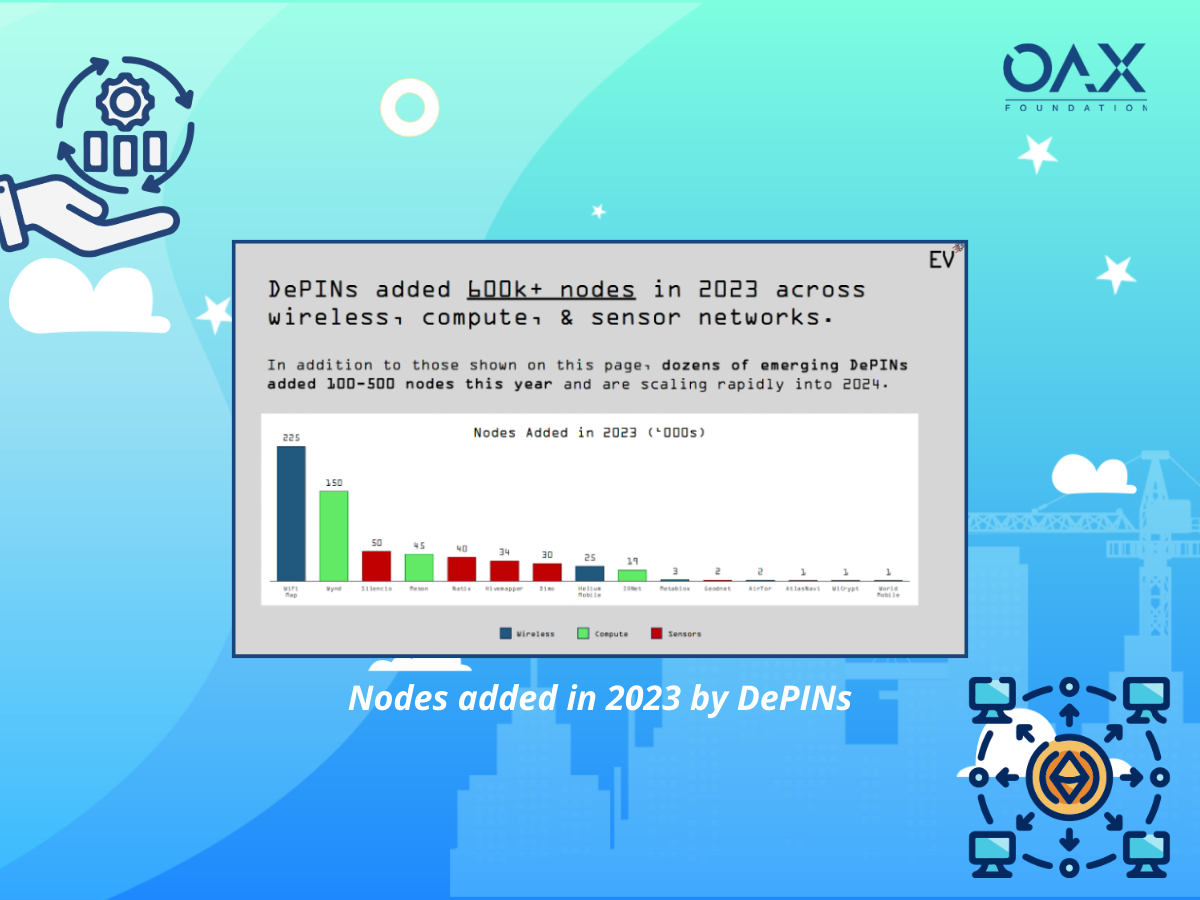 OAX
FOUNDATION
EV
DePINs added 600k+ nodes in 2023 across
wireless, compute, & sensor networks.
In addition to those shown on this page, dozens of emerging DePINs
added 100-500 nodes this year and are scaling rapidly into 2024.
Nodes Added in 2023 ('000s)
225
150
50
45
40
34
30
25
19
3
2
2
1
1
1
WiFi
Map
Wynd
Silencio
Natix
Hivemapper
Dimo
Helium
Mobile
IONet
Metablox
Geodnet
AirTor
AtlasNavi
WiCrypt
World
Mobile
Wireless
Compute
Sensors
Nodes added in 2023 by DePINs